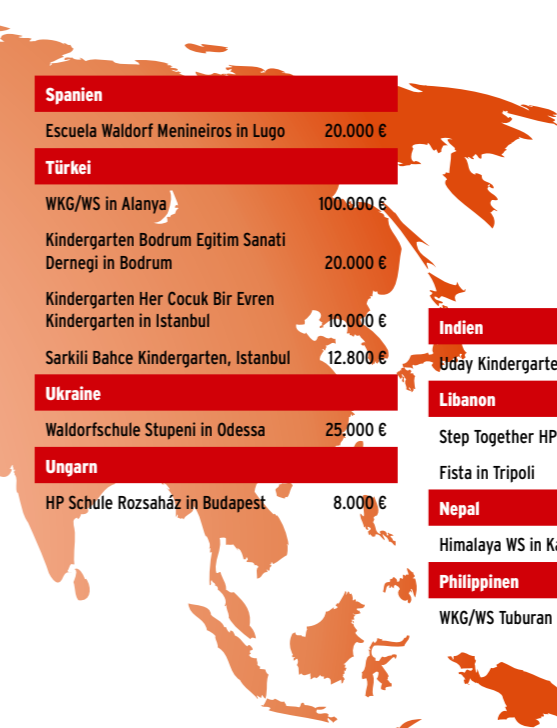 Spanien
Escuela Waldorf Menineiros in Lugo 20.000 €
Türkei
WKG/WS in Alanya 100.000 €
Kindergarten Bodrum Egitim Sanati
Dernegi in Bodrum 20.000 €
Kindergarten Her Cocuk Bir Evren
Kindergarten in Istanbul 10.000 €
Sarkili Bahce Kindergarten, Istanbul 12.800 €
Ukraine
Waldorfschule Stupeni in Odessa 25.000 €
Ungarn
HP Schule Rozsaház in Budapest 8.000 €
Indien
Uday Kindergarte
Libanon
Step Together HP
Fista in Tripoli
Nepal
Himalaya WS in Ka
Philippinen
WKG/WS Tuburan